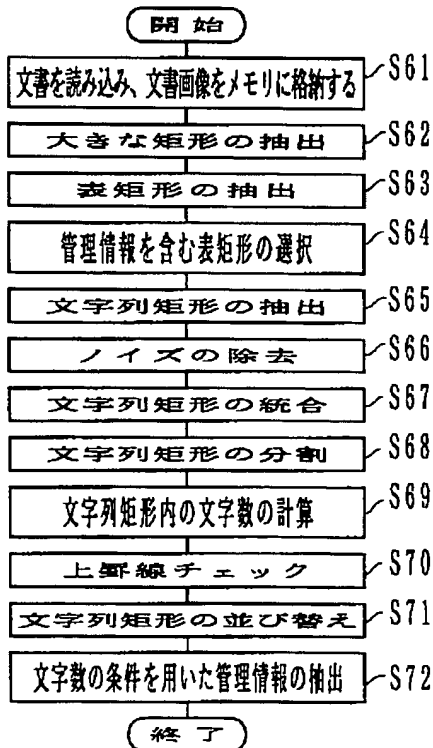 開始
文書を読み込み、文書画像をメモリに格納する S61
大きな矩形の抽出 S62
表矩形の抽出 S63
管理情報を含む表矩形の選択 S64
文字列矩形の抽出 S65
ノイズの除去 S66
文字列矩形の統合 S67
文字列矩形の分割 S68
文字列矩形内の文字数の計算 S69
上罫線チェック S70
文字列矩形の並び替え S71
文字数の条件を用いた管理情報の抽出 S72
終了